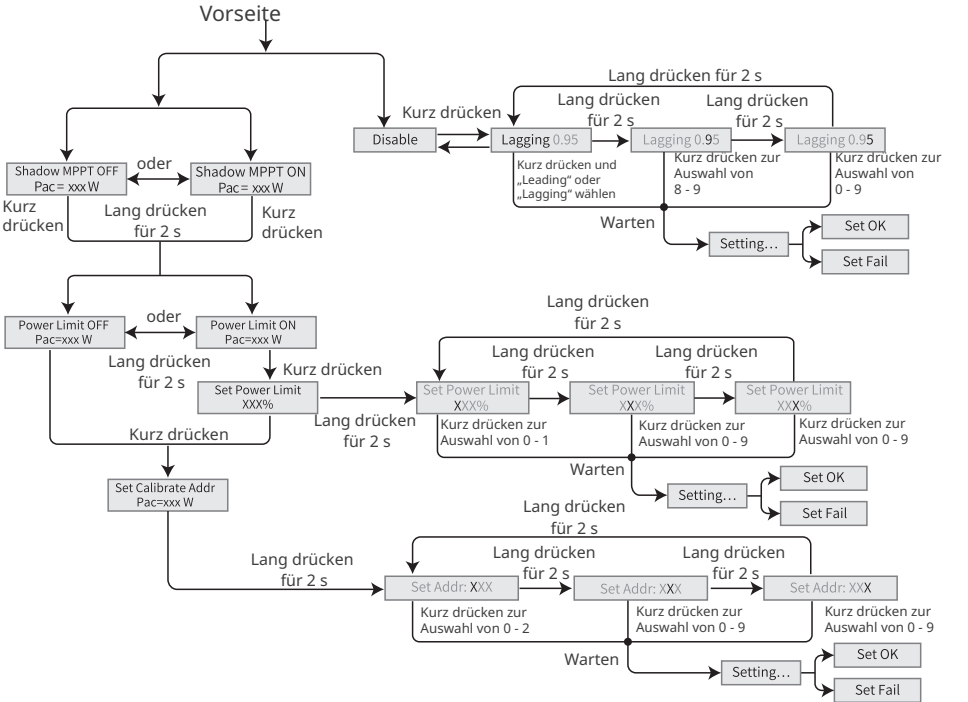 Vorseite
Lang drücken für 2 s
Kurz drücken
Lang drücken
für 2 s
Lang drücken
für 2 s
Disable
Lagging 0.95
Lagging 0.95
Lagging 0.95
Kurz drücken und
„Leading“ oder
„Lagging“ wählen
Kurz drücken zur
Auswahl von
8 - 9
Kurz drücken zur
Auswahl von
0 - 9
Shadow MPPT OFF
Pac= xxx W
oder
Shadow MPPT ON
Pac= xxx W
Kurz
drücken
Lang drücken
für 2 s
Kurz
drücken
Warten
Setting...
Set OK
Set Fail
Power Limit OFF
Pac=xxx W
oder
Power Limit ON
Pac=xxx W
Lang drücken
für 2 s
Kurz drücken
Set Power Limit
XXX%
Lang drücken
für 2 s
Lang drücken
für 2 s
Lang drücken
für 2 s
Lang drücken
für 2 s
Set Power Limit
XXX%
Set Power Limit
XXX%
Set Power Limit
XXX%
Kurz drücken zur
Auswahl von 0 - 1
Kurz drücken zur
Auswahl von 0 - 9
Kurz drücken zur
Auswahl von 0 - 9
Kurz drücken
Warten
Setting...
Set OK
Set Fail
Set Calibrate Addr
Pac=xxx W
Lang drücken
für 2 s
Lang drücken
für 2 s
Lang drücken
für 2 s
Lang drücken
für 2 s
Set Addr: XXX
Set Addr: XXX
Set Addr: XXX
Kurz drücken zur
Auswahl von 0 - 2
Kurz drücken zur
Auswahl von 0 - 9
Kurz drücken zur
Auswahl von 0 - 9
Warten
Setting...
Set OK
Set Fail